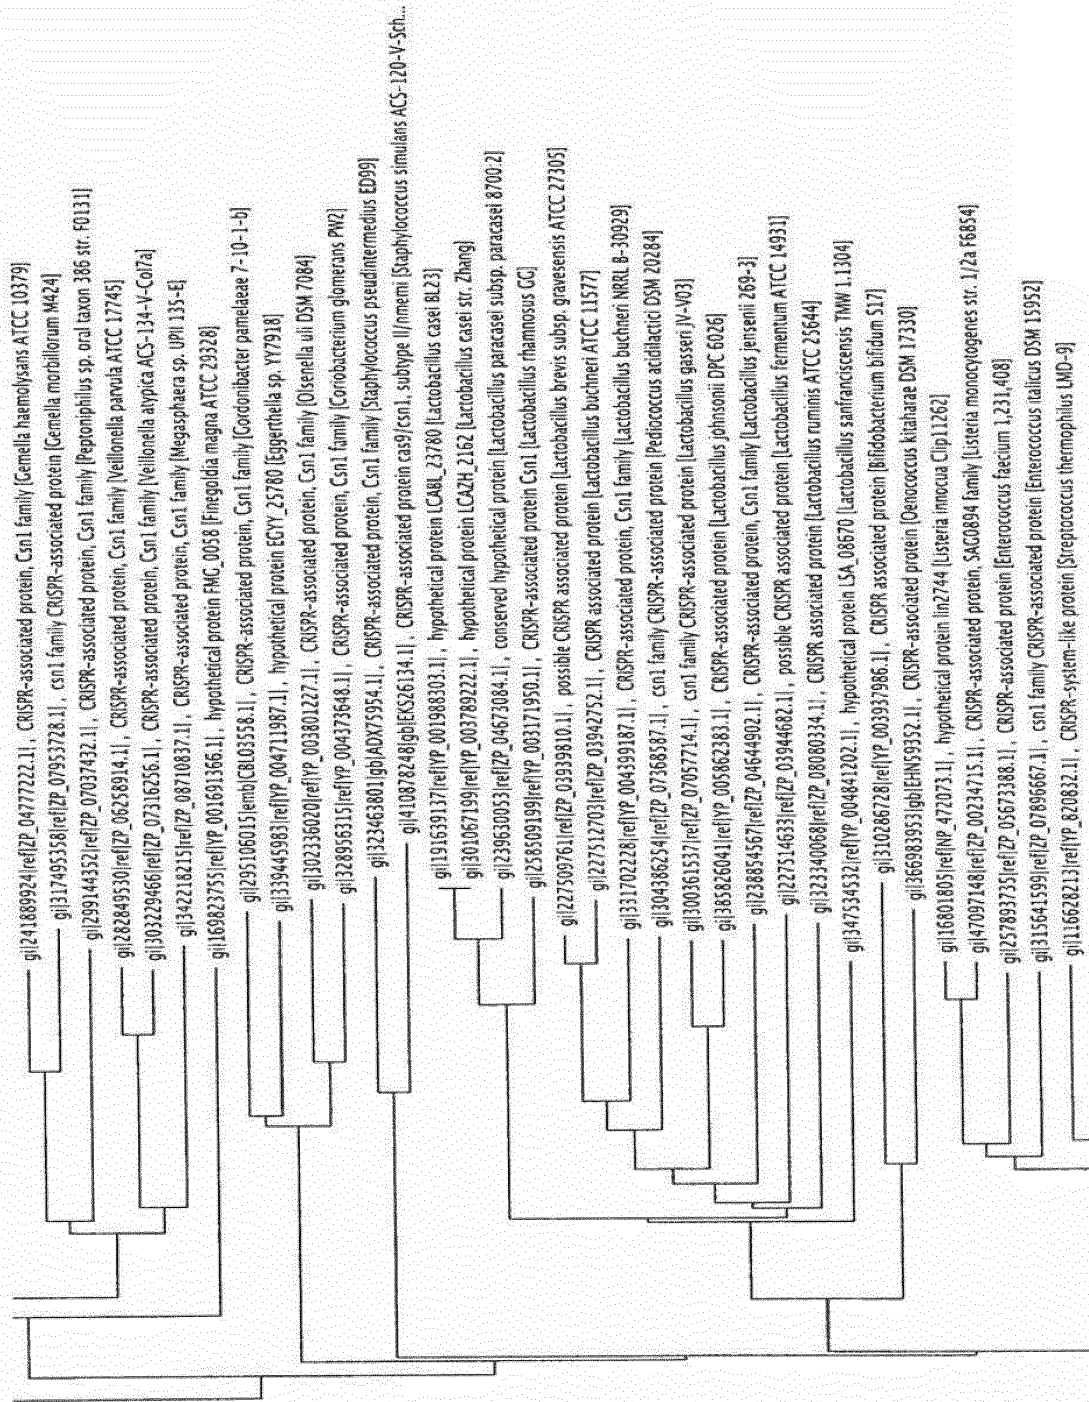 gi|241889924|ref|ZP_04777222.1|, CRISPR-associated protein, Csn1 family [Gemella haemolysans ATCC 10379]
gi|317495358|ref|ZP_07953728.1|, csn1 family CRISPR-associated protein [Gemella morbillorum M424]
gi|299144352|ref|ZP_07037432.1|, CRISPR-associated protein, Csn1 family [Peptoniphilus sp. oral taxon 386 str. F0131]
gi|282849530|ref|ZP_06258914.1|, CRISPR-associated protein, Csn1 family [Veillonella parvula ATCC 17745]
gi|303229466|ref|ZP_07316256.1|, CRISPR-associated protein, Csn1 family [Veillonella atypica ACS-134-V-Col7a]
gi|342218215|ref|ZP_08710837.1|, CRISPR-associated protein, Csn1 family [Megasphaera sp. UPII 135-E]
gi|169823755|ref|YP_001691366.1|, hypothetical protein FMG_0058 [Finegoldia magna ATCC 29328]
gi|295106015|emb|CBL03558.1|, CRISPR-associated protein, Csn1 family [Gordonibacter pamelaeae 7-10-1-b]
gi|339445983|ref|YP_004711987.1|, hypothetical protein EGYY_25780 [Eggerthella sp. YY7918]
gi|302336020|ref|YP_003801227.1|, CRISPR-associated protein, Csn1 family [Olsenella uli DSM 7084]
gi|328956315|ref|YP_004373648.1|, CRISPR-associated protein, Csn1 family [Coriobacterium glomerans PW2]
gi|323463801|gb|ADX75954.1|, CRISPR-associated protein, Csn1 family [Staphylococcus pseudintermedius ED99]
gi|410878248|gb|EKS26134.1|, CRISPR-associated protein cas9/csn1, subtype II/nmemi [Staphylococcus simulans ACS-120-V-Sch...
gi|191639137|ref|YP_001988303.1|, hypothetical protein LCABL_23780 [Lactobacillus casei BL23]
gi|301067199|ref|YP_003789222.1|, hypothetical protein LCAZH_2162 [Lactobacillus casei str. Zhang]
gi|239630053|ref|ZP_04673084.1|, conserved hypothetical protein [Lactobacillus paracasei subsp. paracasei 8700:2]
gi|258509199|ref|YP_003171950.1|, CRISPR-associated protein Csn1 [Lactobacillus rhamnosus GG]
gi|227509761|ref|ZP_03939810.1|, possible CRISPR associated protein [Lactobacillus brevis subsp. gravesensis ATCC 27305]
gi|227512703|ref|ZP_03942752.1|, CRISPR associated protein [Lactobacillus buchneri ATCC 11577]
gi|331702228|ref|YP_004399187.1|, CRISPR-associated protein, Csn1 family [Lactobacillus buchneri NRRL B-30929]
gi|304386254|ref|ZP_07368587.1|, csn1 family CRISPR-associated protein [Pediococcus acidilactici DSM 20284]
gi|300361537|ref|ZP_07057714.1|, csn1 family CRISPR-associated protein [Lactobacillus gasseri JV-V03]
gi|385826041|ref|YP_005862383.1|, CRISPR-associated protein [Lactobacillus johnsonii DPC 6026]
gi|238854567|ref|ZP_04644902.1|, CRISPR-associated protein, Csn1 family [Lactobacillus jensenii 269-3]
gi|227514633|ref|ZP_03944682.1|, possible CRISPR associated protein [Lactobacillus fermentum ATCC 14931]
gi|323340068|ref|ZP_08080334.1|, CRISPR associated protein [Lactobacillus ruminis ATCC 25644]
gi|347534532|ref|YP_004841202.1|, hypothetical protein LSA_08670 [Lactobacillus sanfranciscensis TMW 1.1304]
gi|310286728|ref|YP_003937986.1|, CRISPR associated protein [Bifidobacterium bifidum S17]
gi|366983953|gb|EHN59352.1|, CRISPR-associated protein [Oenococcus kitaharae DSM 17330]
gi|16801805|ref|NP_472073.1|, hypothetical protein lin2744 [Listeria innocua Clip11262]
gi|47097148|ref|ZP_00234715.1|, CRISPR-associated protein, SAG0894 family [Listeria monocytogenes str. 1/2a F6854]
gi|257893735|ref|ZP_05673388.1|, CRISPR-associated protein [Enterococcus faecium 1,231,408]
gi|315641599|ref|ZP_07896667.1|, csn1 family CRISPR-associated protein [Enterococcus italicus DSM 15952]
gi|116628213|ref|YP_820832.1|, CRISPR-system-like protein [Streptococcus thermophilus LMD-9]